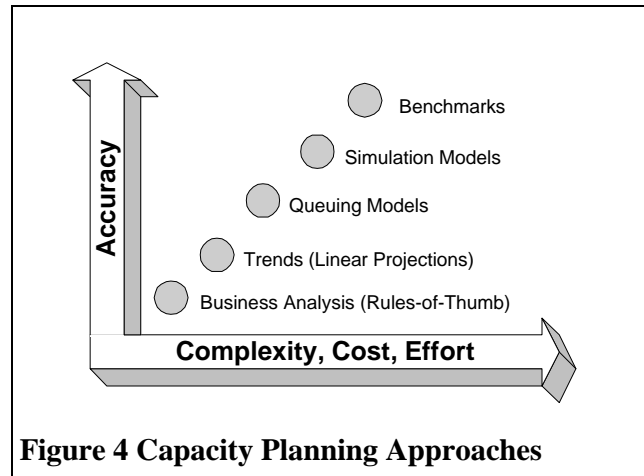 Accuracy
Benchmarks
Simulation Models
Queuing Models
Trends (Linear Projections)
Business Analysis (Rules-of-Thumb)
Complexity, Cost, Effort
Figure 4 Capacity Planning Approaches